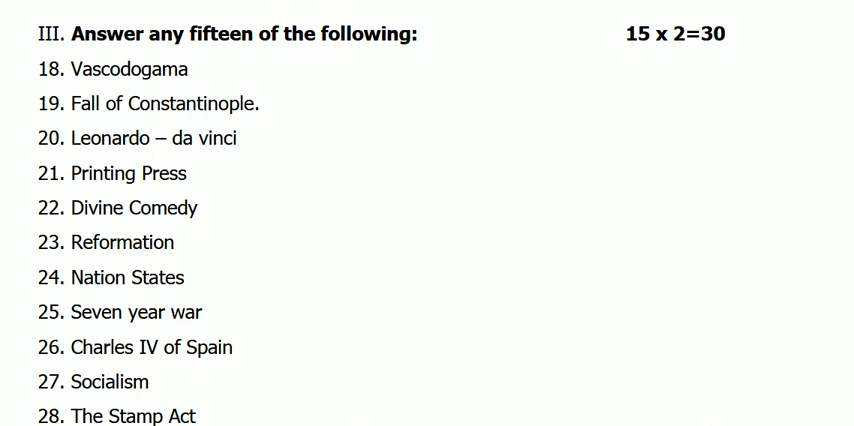 III. Answer any fifteen of the following: 15 x 2=30
18. Vascodogama
19. Fall of Constantinople.
20. Leonardo – da vinci
21. Printing Press
22. Divine Comedy
23. Reformation
24. Nation States
25. Seven year war
26. Charles IV of Spain
27. Socialism
28. The Stamp Act